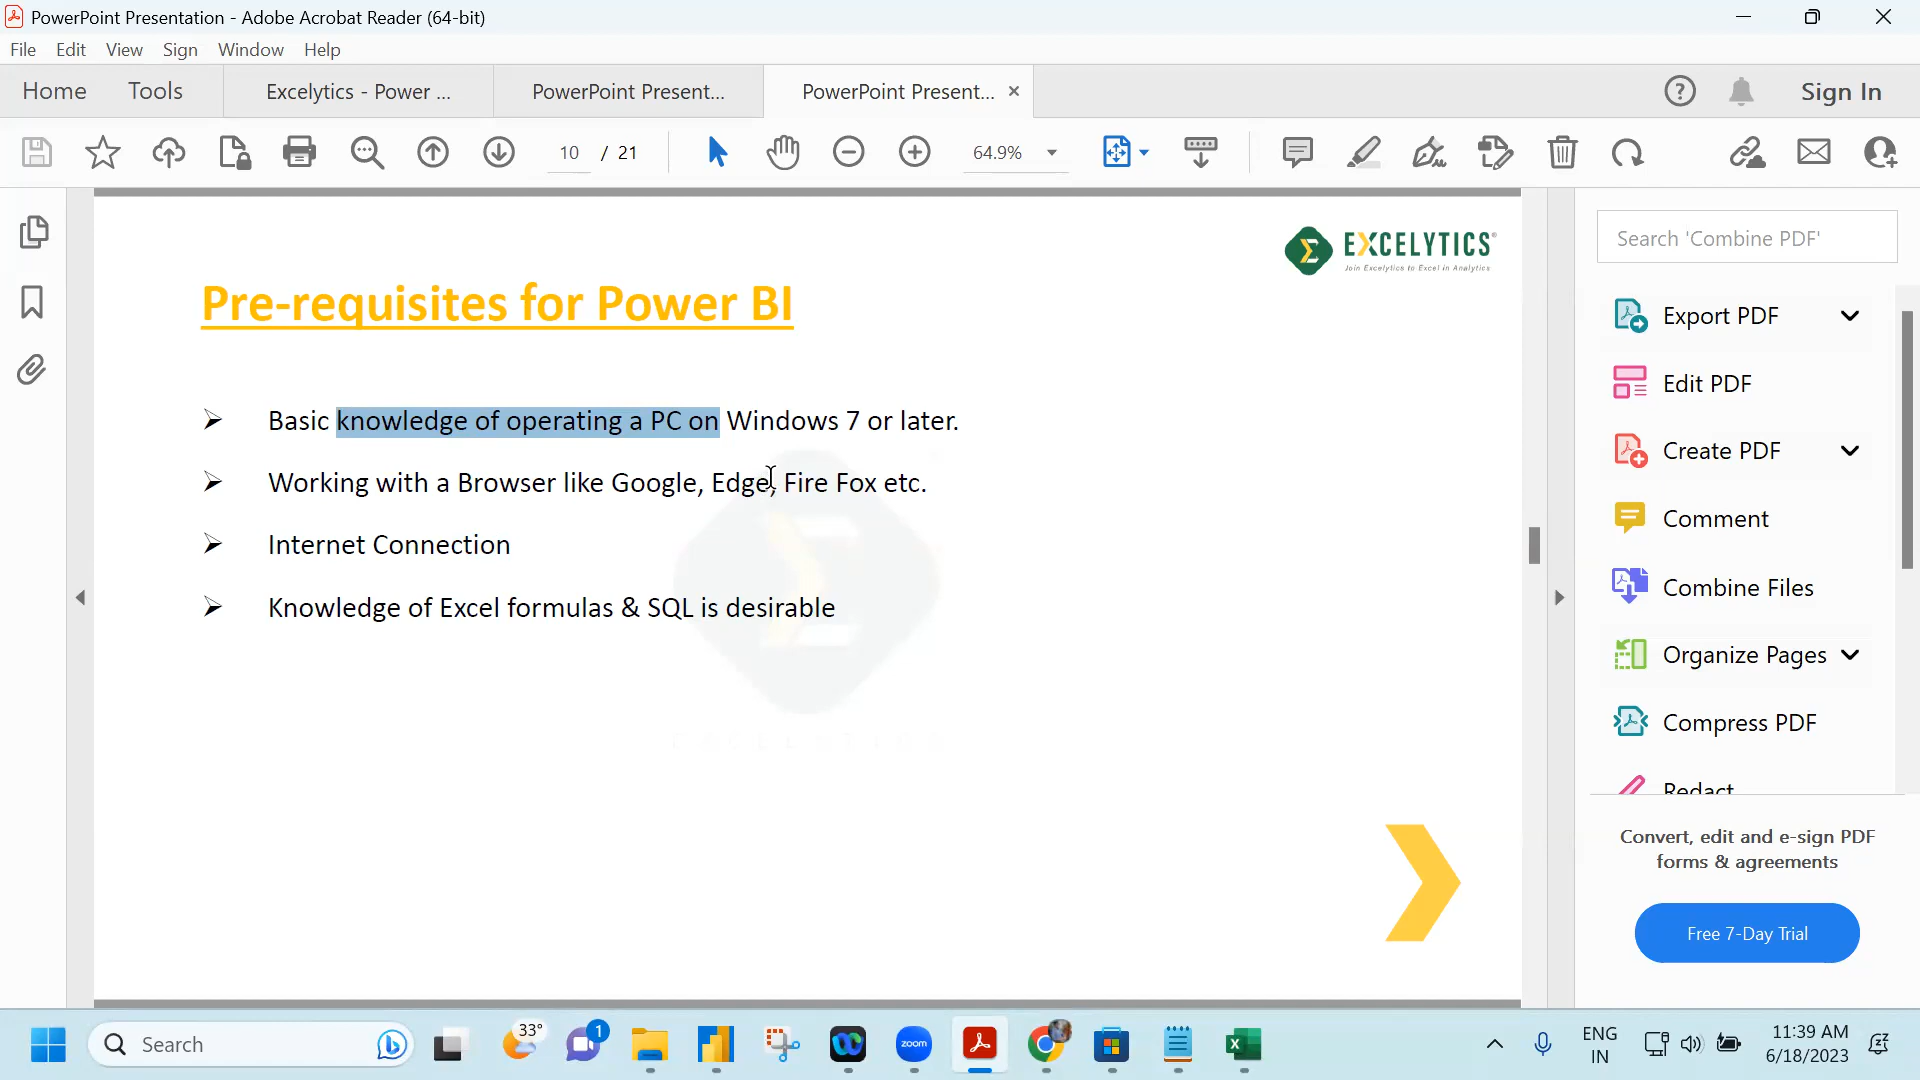 PowerPoint Presentation - Adobe Acrobat Reader (64-bit)
File Edit View Sign Window Help
Home Tools Excelytics - Power ... PowerPoint Present... PowerPoint Present... Sign In
10 / 21 64.9%
EXCELYTICS
Join Excelytics to Excel in Analytics
Search 'Combine PDF'
Pre-requisites for Power BI
Basic knowledge of operating a PC on Windows 7 or later.
Working with a Browser like Google, Edge, Fire Fox etc.
Internet Connection
Knowledge of Excel formulas & SQL is desirable
Export PDF
Edit PDF
Create PDF
Comment
Combine Files
Organize Pages
Compress PDF
Redact
Convert, edit and e-sign PDF
forms & agreements
Free 7-Day Trial
Search
33°
1
zoom
ENG
IN
11:39 AM
6/18/2023